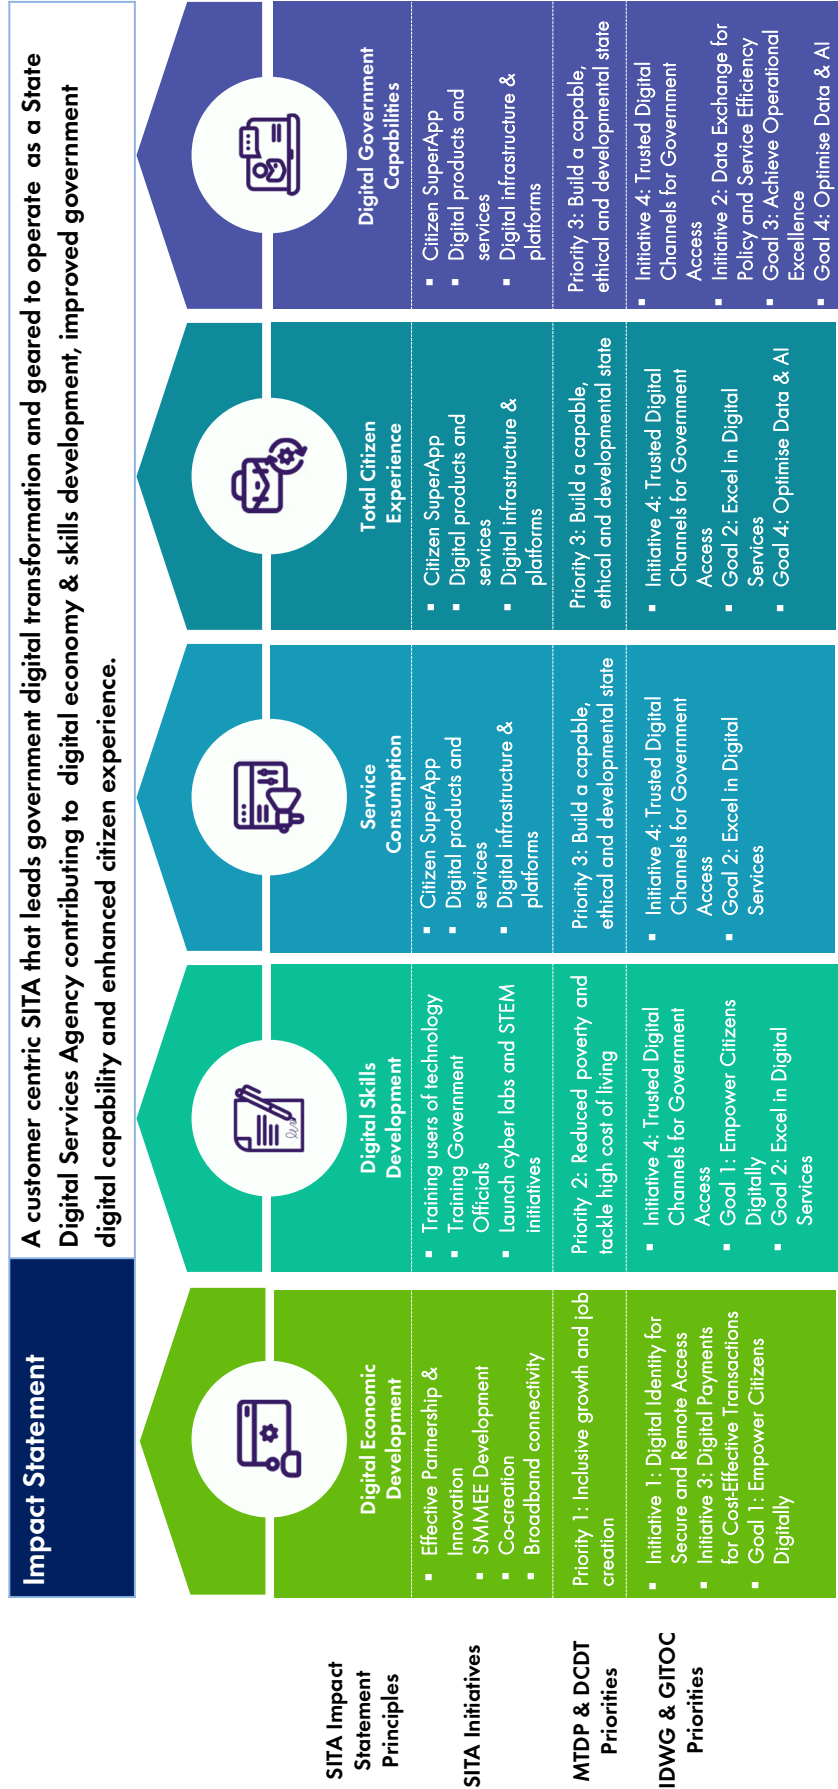 Impact Statement
A customer centric SITA that leads government digital transformation and geared to operate as a State
Digital Services Agency contributing to digital economy & skills development, improved government
digital capability and enhanced citizen experience.
SITA Impact
Statement
Principles
Digital Economic
Development
Digital Skills
Development
Service
Consumption
Total Citizen
Experience
Digital Government
Capabilities
SITA Initiatives
▪ Effective Partnership &
Innovation
▪ SMMEE Development
▪ Co-creation
▪ Broadband connectivity
▪ Training users of technology
▪ Training Government
Officials
▪ Launch cyber labs and STEM
initiatives
▪ Citizen SuperApp
▪ Digital products and
services
▪ Digital infrastructure &
platforms
▪ Citizen SuperApp
▪ Digital products and
services
▪ Digital infrastructure &
platforms
▪ Citizen SuperApp
▪ Digital products and
services
▪ Digital infrastructure &
platforms
MTDP & DCDT
Priorities
Priority 1: Inclusive growth and job
creation
Priority 2: Reduced poverty and
tackle high cost of living
Priority 3: Build a capable,
ethical and developmental state
Priority 3: Build a capable,
ethical and developmental state
Priority 3: Build a capable,
ethical and developmental state
IDWG & GITOC
Priorities
▪ Initiative 1: Digital Identity for
Secure and Remote Access
▪ Initiative 3: Digital Payments
for Cost-Effective Transactions
▪ Goal 1: Empower Citizens
Digitally
▪ Initiative 4: Trusted Digital
Channels for Government
Access
▪ Goal 1: Empower Citizens
Digitally
▪ Goal 2: Excel in Digital
Services
▪ Initiative 4: Trusted Digital
Channels for Government
Access
▪ Goal 2: Excel in Digital
Services
▪ Initiative 4: Trusted Digital
Channels for Government
Access
▪ Goal 2: Excel in Digital
Services
▪ Goal 4: Optimise Data & AI
▪ Initiative 4: Trusted Digital
Channels for Government
Access
▪ Initiative 2: Data Exchange for
Policy and Service Efficiency
▪ Goal 3: Achieve Operational
Excellence
▪ Goal 4: Optimise Data & AI